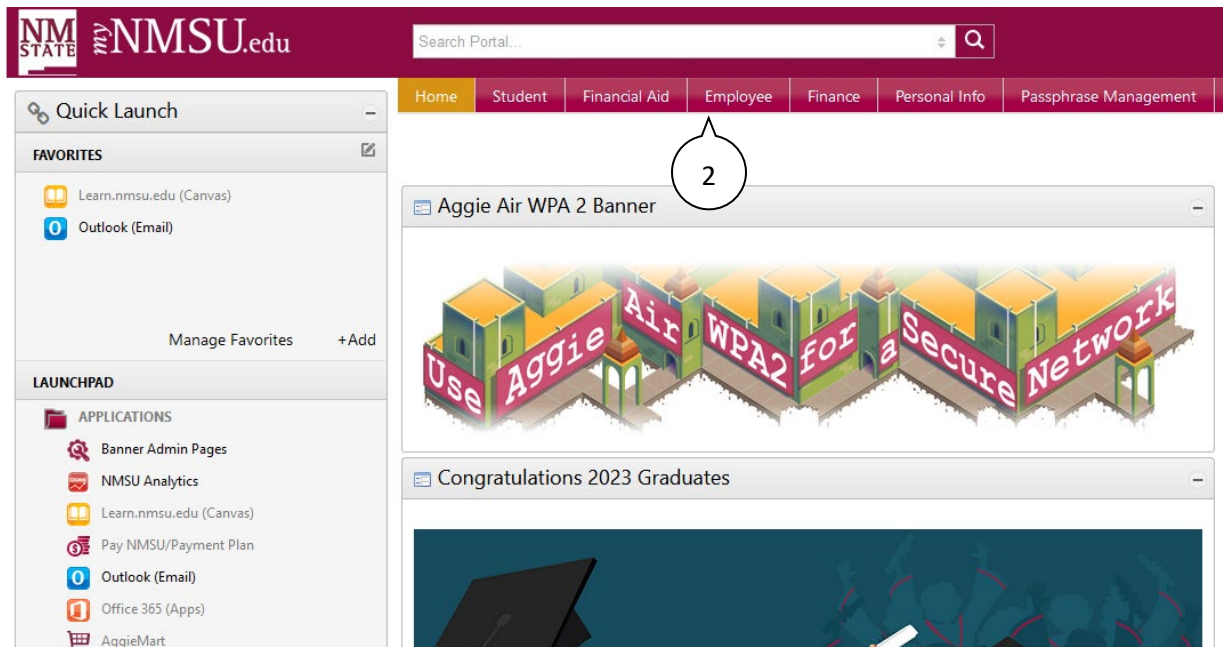 NM
STATE
myNMSU.edu
Search Portal...
Home Student Financial Aid Employee Finance Personal Info Passphrase Management
2
Quick Launch
FAVORITES
Learn.nmsu.edu (Canvas)
Outlook (Email)
Manage Favorites +Add
LAUNCHPAD
APPLICATIONS
Banner Admin Pages
NMSU Analytics
Learn.nmsu.edu (Canvas)
Pay NMSU/Payment Plan
Outlook (Email)
Office 365 (Apps)
AggieMart
Aggie Air WPA 2 Banner
Use Aggie Air WPA2 for a Secure Network
Congratulations 2023 Graduates